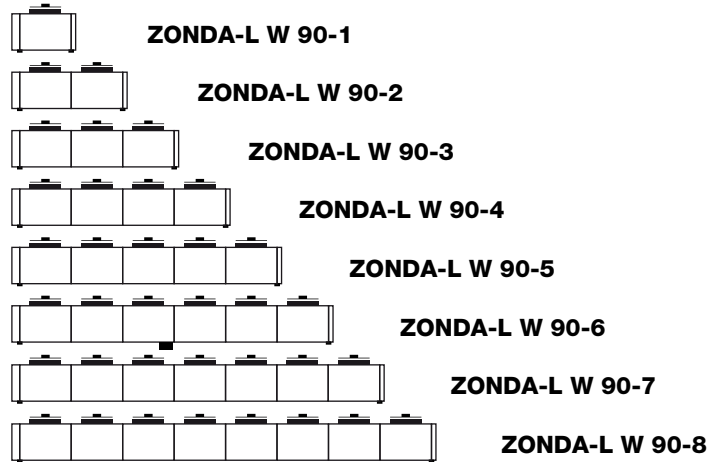 ZONDA-L W 90-1
ZONDA-L W 90-2
ZONDA-L W 90-3
ZONDA-L W 90-4
ZONDA-L W 90-5
ZONDA-L W 90-6
ZONDA-L W 90-7
ZONDA-L W 90-8